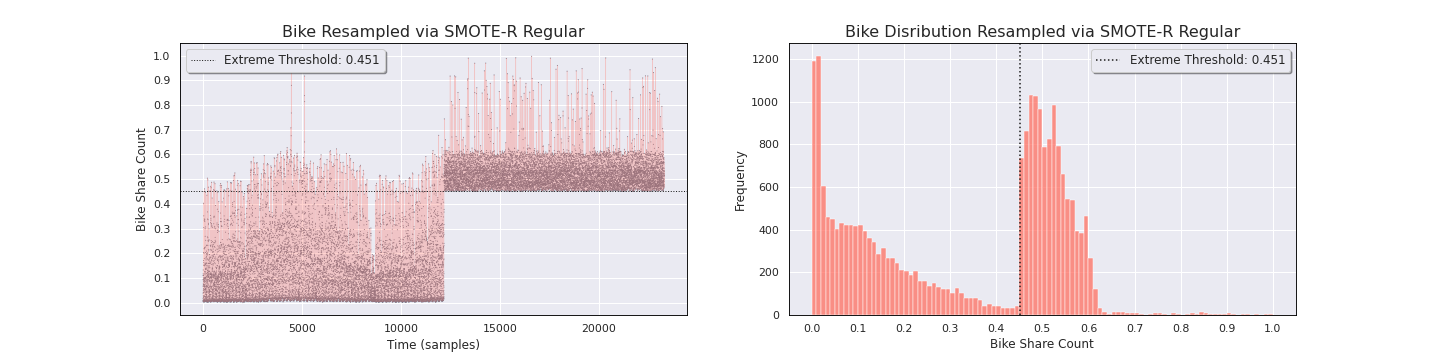 Bike Resampled via SMOTE-R Regular
Extreme Threshold: 0.451
1.0
0.9
0.8
0.7
0.6
0.5
0.4
0.3
0.2
0.1
0.0
Bike Share Count
0 5000 10000 15000 20000
Time (samples)
Bike Disribution Resampled via SMOTE-R Regular
Extreme Threshold: 0.451
1200
1000
800
600
400
200
0
Frequency
0.0 0.1 0.2 0.3 0.4 0.5 0.6 0.7 0.8 0.9 1.0
Bike Share Count